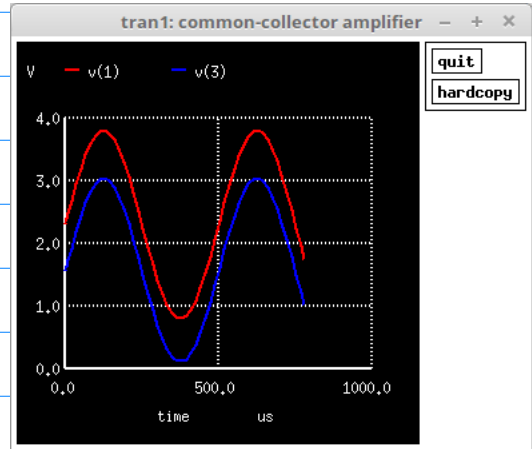 tran1: common-collector amplifier
quit
hardcopy
V v(1) v(3)
4.0
3.0
2.0
1.0
0.0
0.0 500.0 1000.0
time us